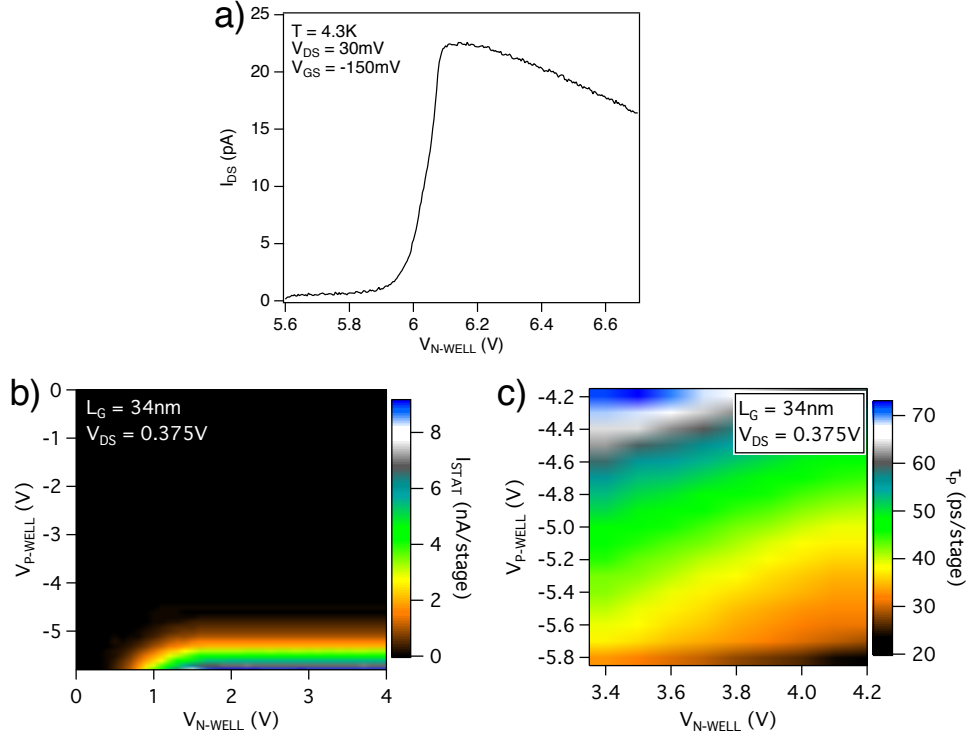 a)
T = 4.3K
V_DS = 30mV
V_GS = -150mV
25
20
15
10
5
0
I_DS (pA)
5.6 5.8 6 6.2 6.4 6.6
V_N-WELL (V)
b)
L_G = 34nm
V_DS = 0.375V
0
-1
-2
-3
-4
-5
V_P-WELL (V)
0 1 2 3 4
V_N-WELL (V)
8
6
4
2
0
I_STAT (nA/stage)
c)
L_G = 34nm
V_DS = 0.375V
-4.2
-4.4
-4.6
-4.8
-5.0
-5.2
-5.4
-5.6
-5.8
V_P-WELL (V)
3.4 3.6 3.8 4.0 4.2
V_N-WELL (V)
70
60
50
40
30
20
τ_P (ps/stage)